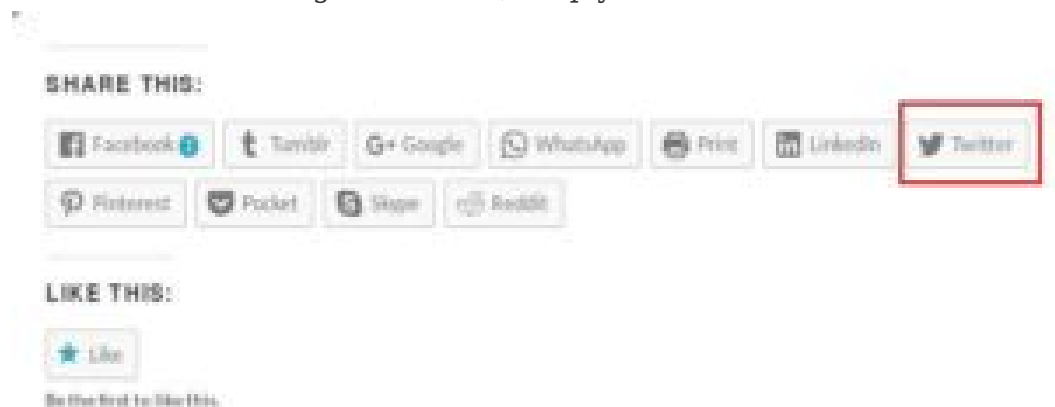 SHARE THIS:
Facebook Tumblr G+ Google WhatsApp Print LinkedIn Twitter
Pinterest Pocket Skype Reddit
LIKE THIS:
Like
Be the first to like this.